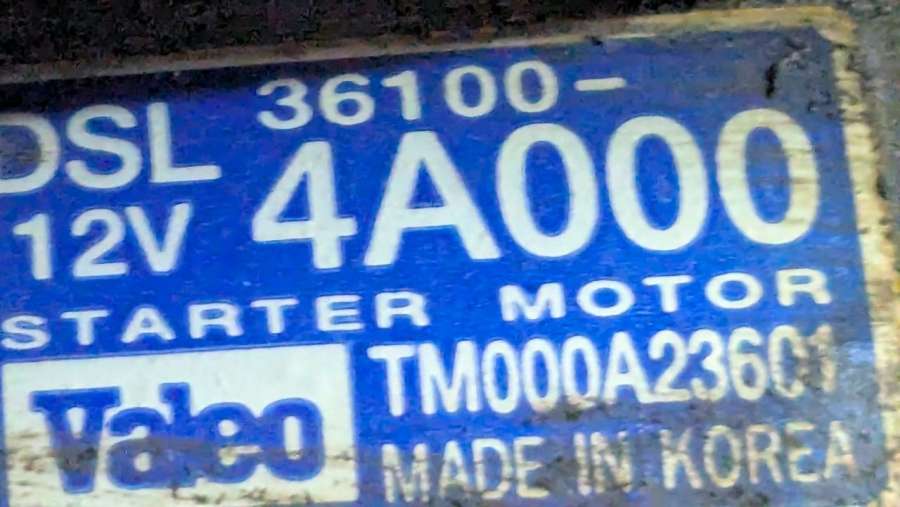 DSL 36100-
12V 4A000
STARTER MOTOR
Valeo TM000A23601
MADE IN KOREA